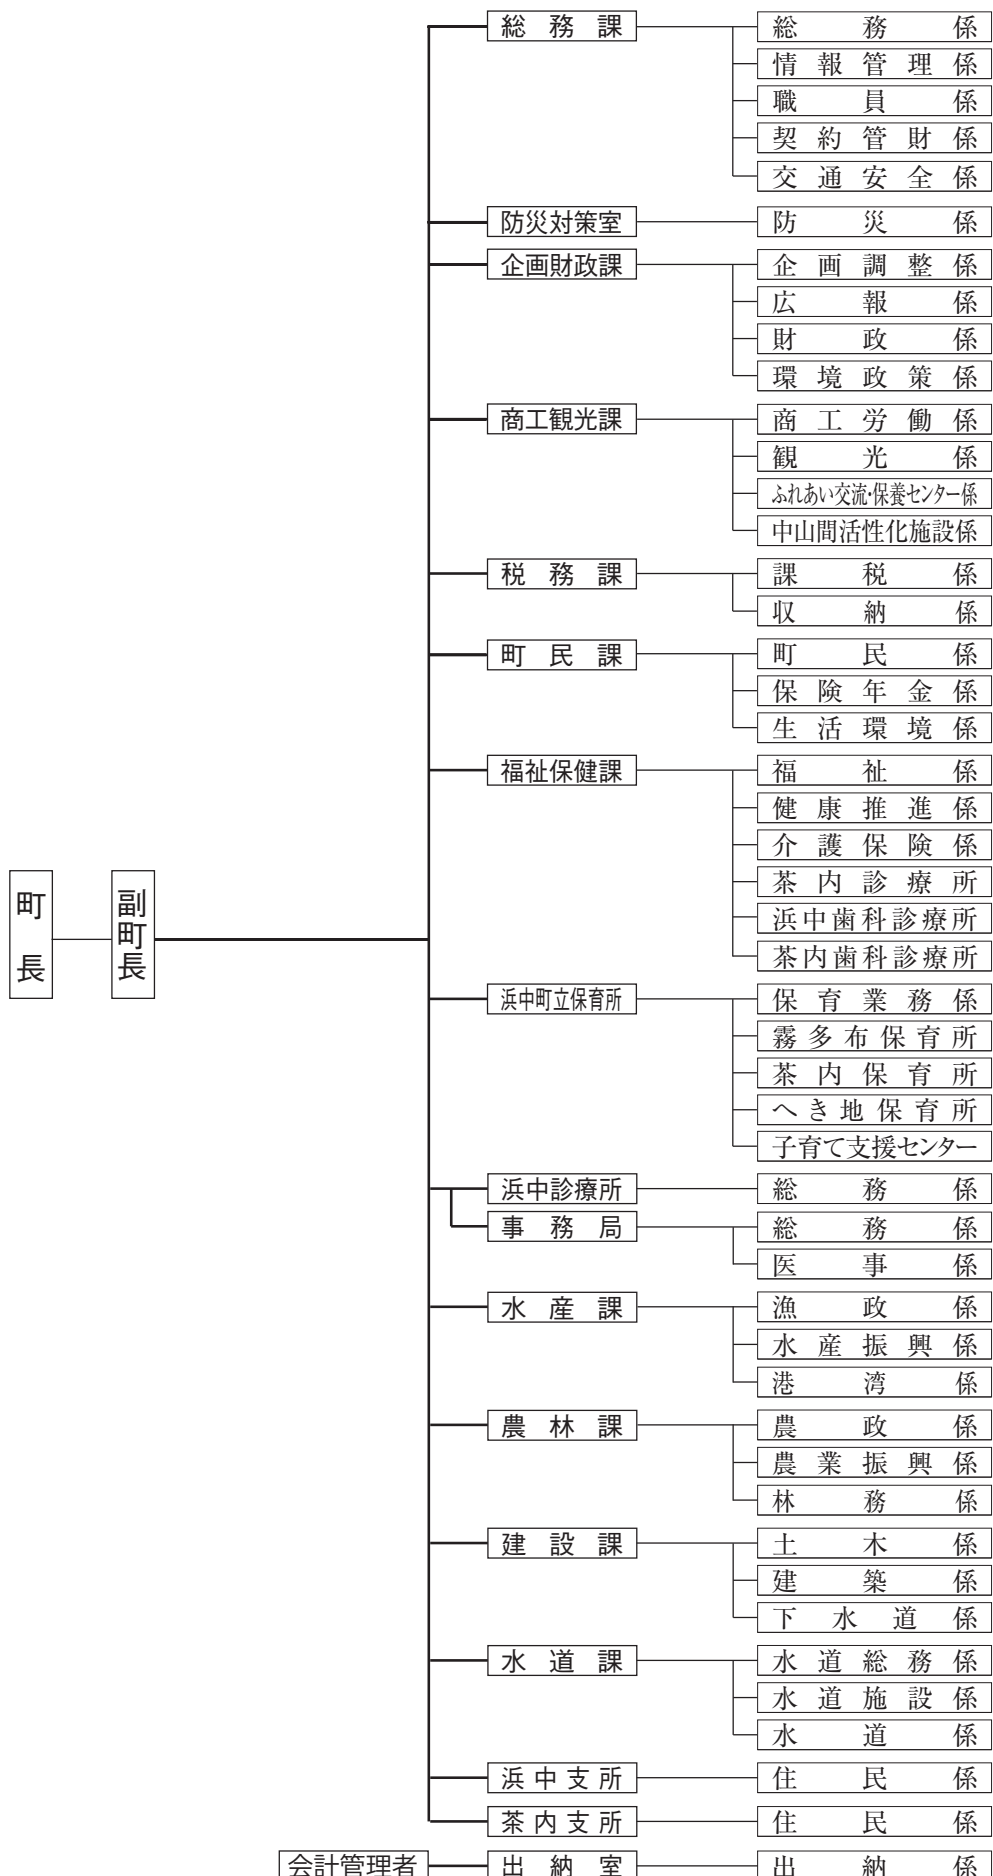 総務課 総務係
情報管理係
職員係
契約管財係
交通安全係
防災対策室 防災係
企画財政課 企画調整係
広報係
財政係
環境政策係
商工観光課 商工労働係
観光係
ふれあい交流・保養センター係
中山間活性化施設係
税務課 課税係
収納係
町民課 町民係
保険年金係
生活環境係
福祉保健課 福祉係
健康推進係
介護保険係
茶内診療所
浜中歯科診療所
茶内歯科診療所
町長 副町長
浜中町立保育所 保育業務係
霧多布保育所
茶内保育所
へき地保育所
子育て支援センター
浜中診療所 総務係
事務局 総務係
医事係
水産課 漁政係
水産振興係
港湾係
農林課 農政係
農業振興係
林務係
建設課 土木係
建築係
下水道係
水道課 水道総務係
水道施設係
水道係
浜中支所 住民係
茶内支所 住民係
会計管理者 出納室 出納係